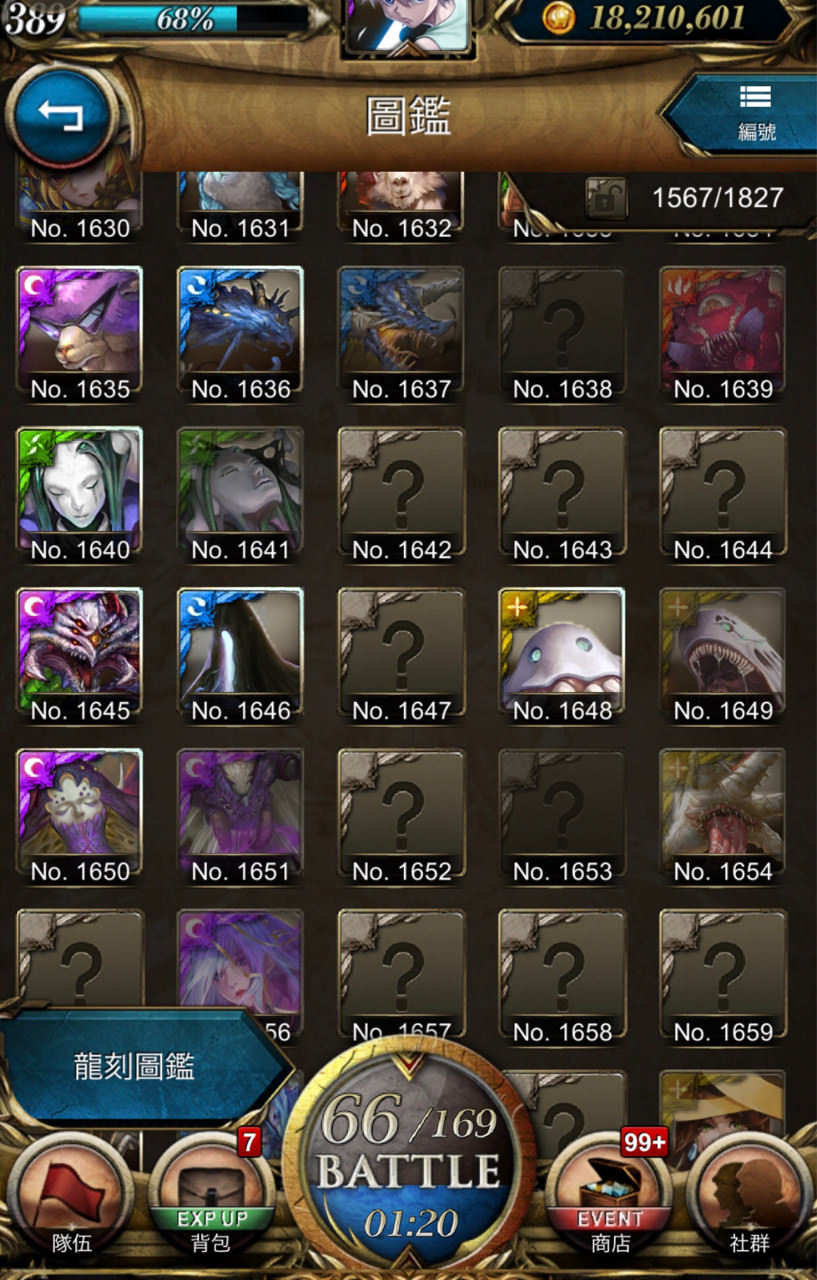 389
68%
18,210,601
圖鑑
編號
1567/1827
No. 1630
No. 1631
No. 1632
No. 1635
No. 1636
No. 1637
No. 1638
No. 1639
No. 1640
No. 1641
No. 1642
No. 1643
No. 1644
No. 1645
No. 1646
No. 1647
No. 1648
No. 1649
No. 1650
No. 1651
No. 1652
No. 1653
No. 1654
56
No. 1657
No. 1658
No. 1659
龍刻圖鑑
66/169
BATTLE
01:20
7
99+
EXP UP
EVENT
隊伍
背包
商店
社群